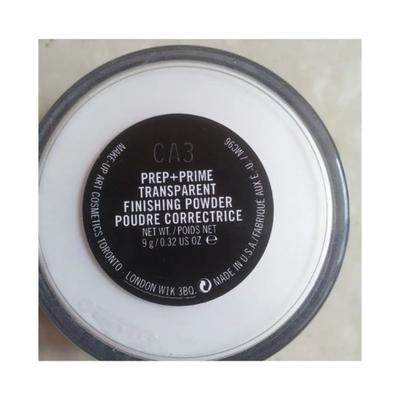 CA3
PREP+PRIME
TRANSPARENT
FINISHING POWDER
POUDRE CORRECTRICE
NET WT. / POIDS NET
9 g / 0.32 US OZ ℮
MAKE-UP ART COSMETICS TORONTO · LONDON W1K 3BQ. MADE IN U.S.A./FABRIQUE AUX É.-U. / MC96